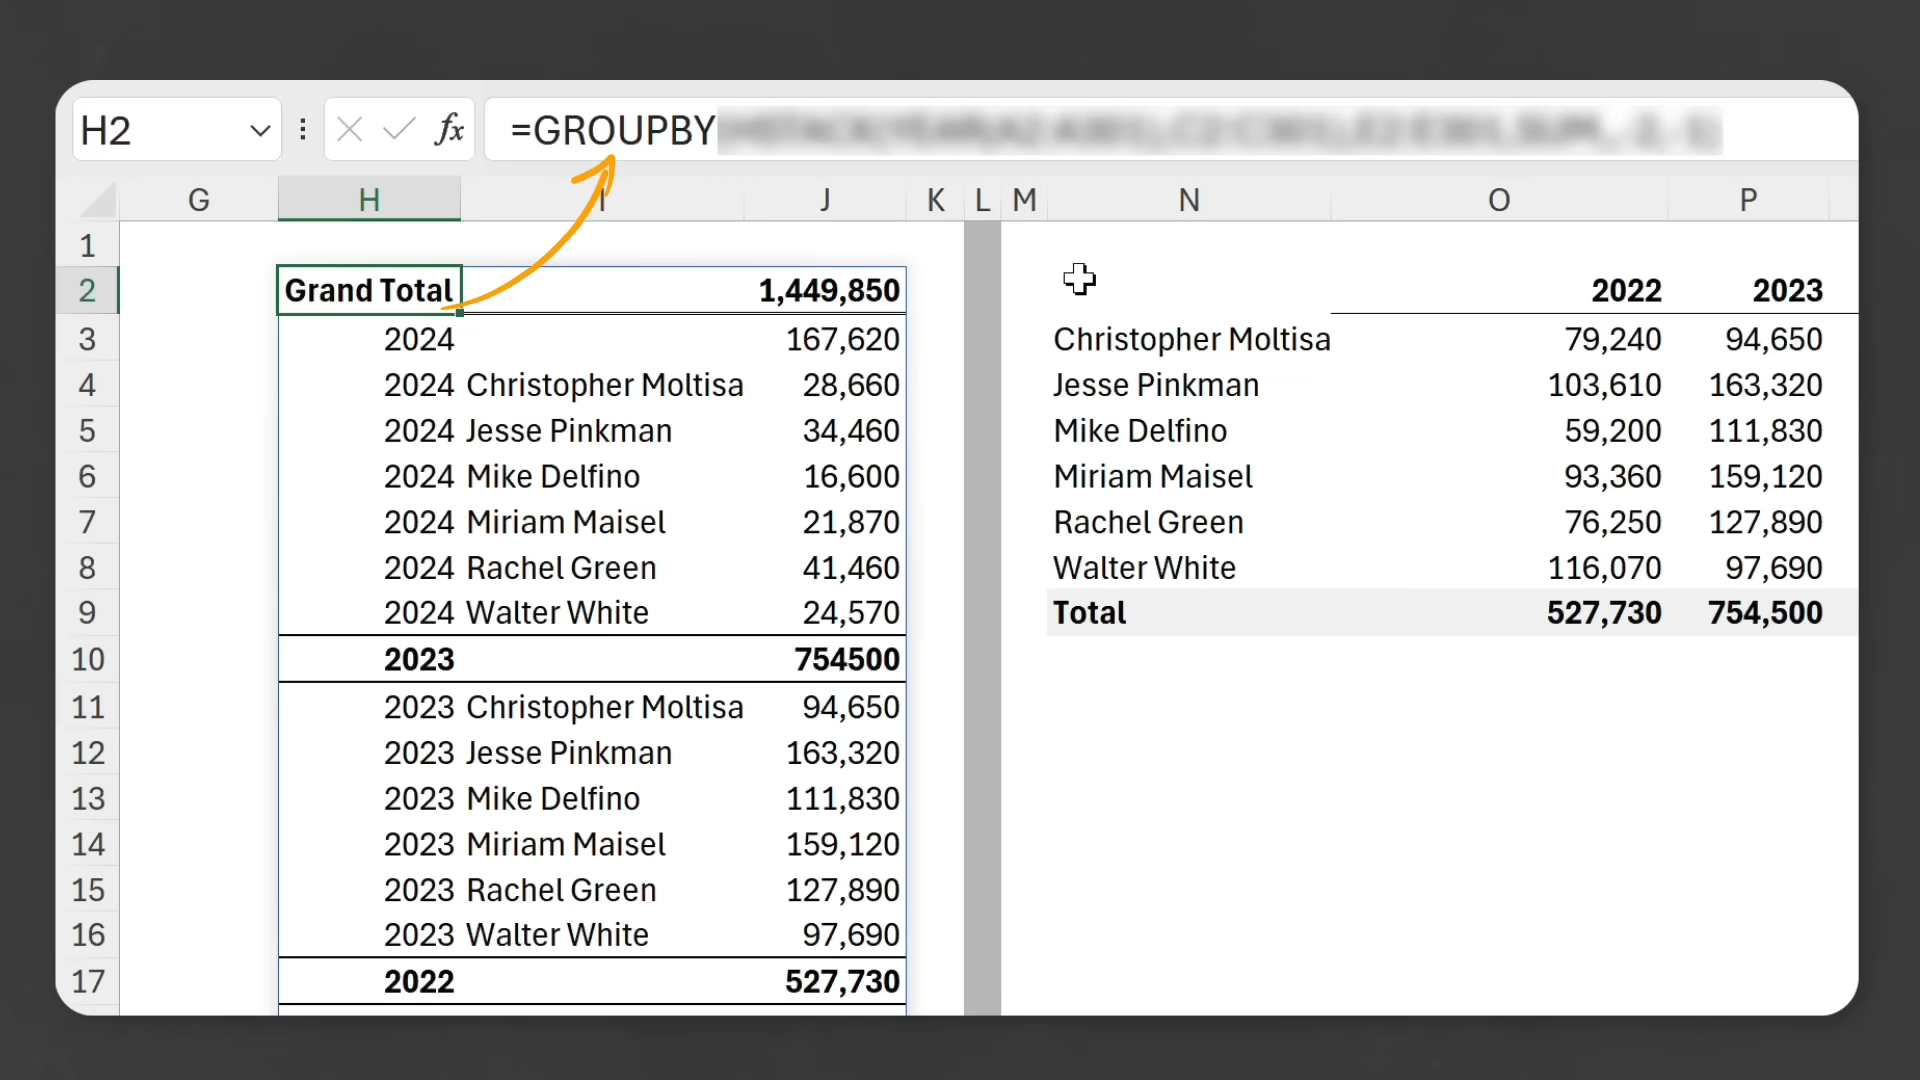 H2 fx =GROUPBY
G H I J K L M N O P
1
2 Grand Total 1,449,850 2022 2023
3 2024 167,620 Christopher Moltisa 79,240 94,650
4 2024 Christopher Moltisa 28,660 Jesse Pinkman 103,610 163,320
5 2024 Jesse Pinkman 34,460 Mike Delfino 59,200 111,830
6 2024 Mike Delfino 16,600 Miriam Maisel 93,360 159,120
7 2024 Miriam Maisel 21,870 Rachel Green 76,250 127,890
8 2024 Rachel Green 41,460 Walter White 116,070 97,690
9 2024 Walter White 24,570 Total 527,730 754,500
10 2023 754500
11 2023 Christopher Moltisa 94,650
12 2023 Jesse Pinkman 163,320
13 2023 Mike Delfino 111,830
14 2023 Miriam Maisel 159,120
15 2023 Rachel Green 127,890
16 2023 Walter White 97,690
17 2022 527,730